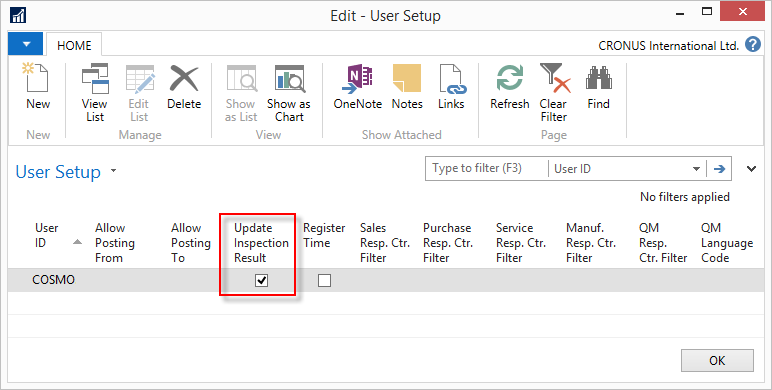 Edit - User Setup
HOME
CRONUS International Ltd.
New
View List
Edit List
Delete
Show as List
Show as Chart
OneNote
Notes
Links
Refresh
Clear Filter
Find
New
Manage
View
Show Attached
Page
User Setup
Type to filter (F3)
User ID
No filters applied
User ID
Allow Posting From
Allow Posting To
Update Inspection Result
Register Time
Sales Resp. Ctr. Filter
Purchase Resp. Ctr. Filter
Service Resp. Ctr. Filter
Manuf. Resp. Ctr. Filter
QM Resp. Ctr. Filter
QM Language Code
COSMO
OK